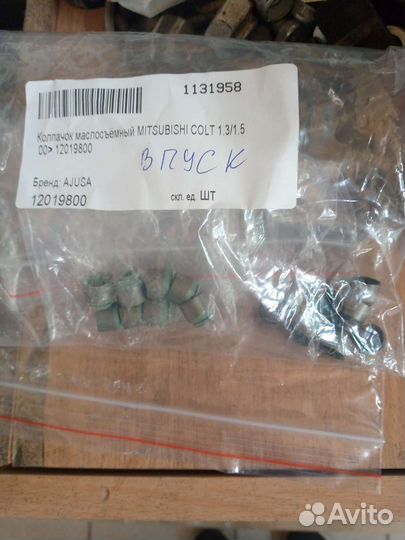 1131958
Колпачок маслосъёмный MITSUBISHI COLT 1.3/1.5
00> 12019800
ВПУСК
Бренд: AJUSA
12019800
скл. ед. ШТ
Avito